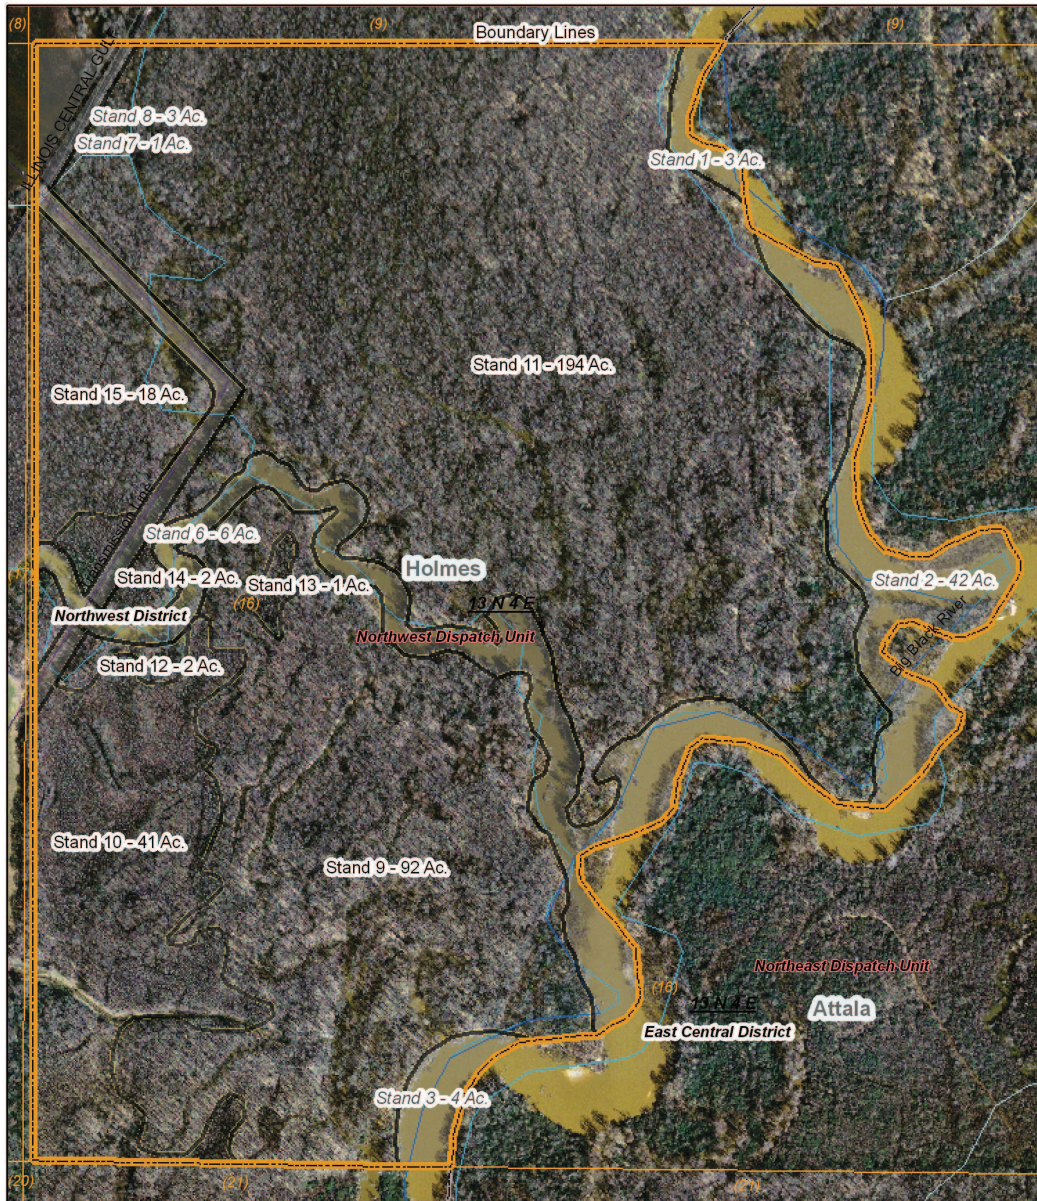 (8)
(9)
(9)
Boundary Lines
ILLINOIS CENTRAL GULF
Stand 8 - 3 Ac.
Stand 7 - 1 Ac.
Stand 1 - 3 Ac.
Stand 11 - 194 Ac.
Stand 15 - 18 Ac.
Stand 6 - 6 Ac.
Stand 14 - 2 Ac.
Stand 13 - 1 Ac.
Holmes
Stand 2 - 42 Ac.
(16)
13 N 4 E
Northwest District
Northwest Dispatch Unit
Big Black River
Stand 12 - 2 Ac.
Stand 10 - 41 Ac.
Stand 9 - 92 Ac.
Northeast Dispatch Unit
(16)
13 N 4 E
Attala
East Central District
Stand 3 - 4 Ac.
(20)
(21)
(21)